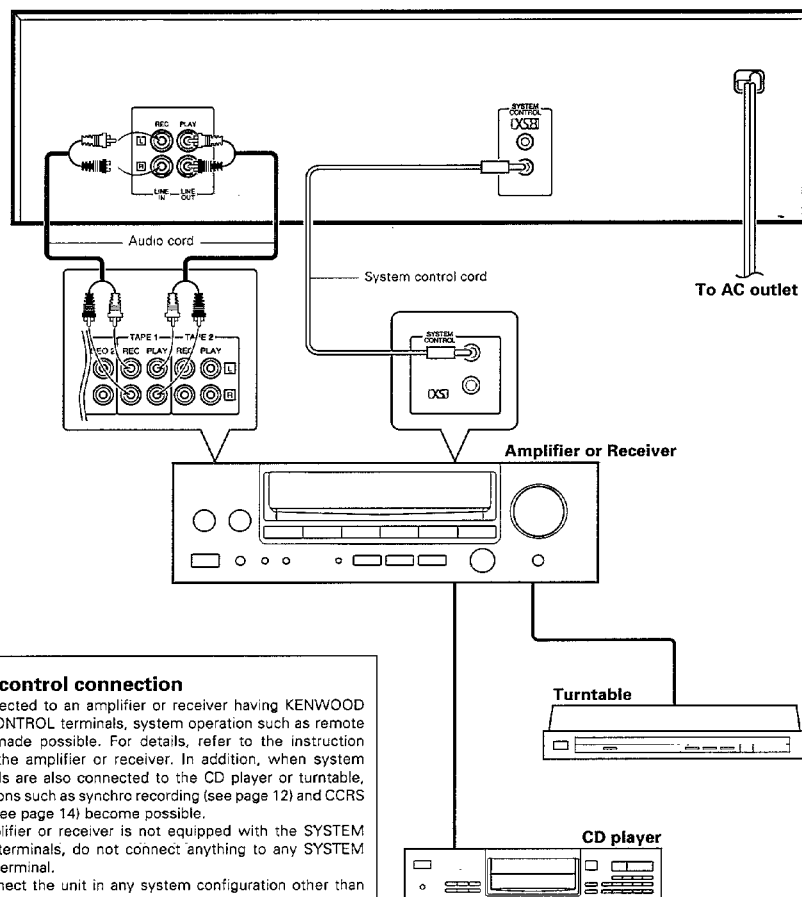 SYSTEM
CONTROL
REC PLAY
L
R
LINE IN LINE OUT
Audio cord
System control cord
To AC outlet
TAPE 1 TAPE 2
EO 2 REC PLAY REC PLAY
L
R
SYSTEM
CONTROL
Amplifier or Receiver
control connection
ected to an amplifier or receiver having KENWOOD
ONTROL terminals, system operation such as remote
made possible. For details, refer to the instruction
the amplifier or receiver. In addition, when system
ls are also connected to the CD player or turntable,
ons such as synchro recording (see page 12) and CCRS
ee page 14) become possible.
plifier or receiver is not equipped with the SYSTEM
terminals, do not connect anything to any SYSTEM
erminal.
nect the unit in any system configuration other than
Turntable
CD player